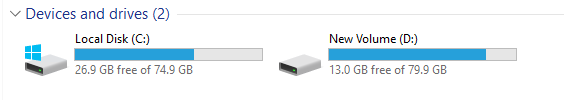 Devices and drives (2)
Local Disk (C:)
26.9 GB free of 74.9 GB
New Volume (D:)
13.0 GB free of 79.9 GB